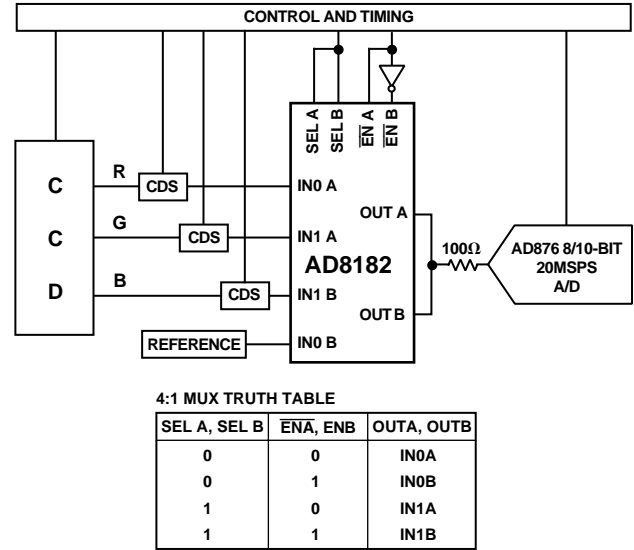 CONTROL AND TIMING
SEL A
SEL B
EN A
EN B
C
C
D
R
G
B
CDS
CDS
CDS
REFERENCE
IN0 A
IN1 A
IN1 B
IN0 B
AD8182
OUT A
OUT B
100Ω
AD876 8/10-BIT
20MSPS
A/D
4:1 MUX TRUTH TABLE
SEL A, SEL B ENA, ENB OUTA, OUTB
0 0 IN0A
0 1 IN0B
1 0 IN1A
1 1 IN1B